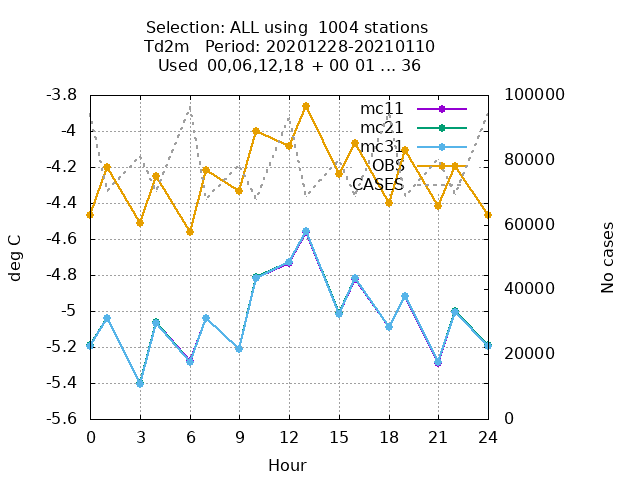 Selection: ALL using  1004 stations
Td2m   Period: 20201228-20210110
Used  00,06,12,18  + 00 01 ... 36
-3.8
-4
-4.2
-4.4
-4.6
-4.8
-5
-5.2
-5.4
-5.6
deg C
100000
80000
60000
40000
20000
0
No cases
mc11
mc21
mc31
OBS
CASES
0 3 6 9 12 15 18 21 24
Hour